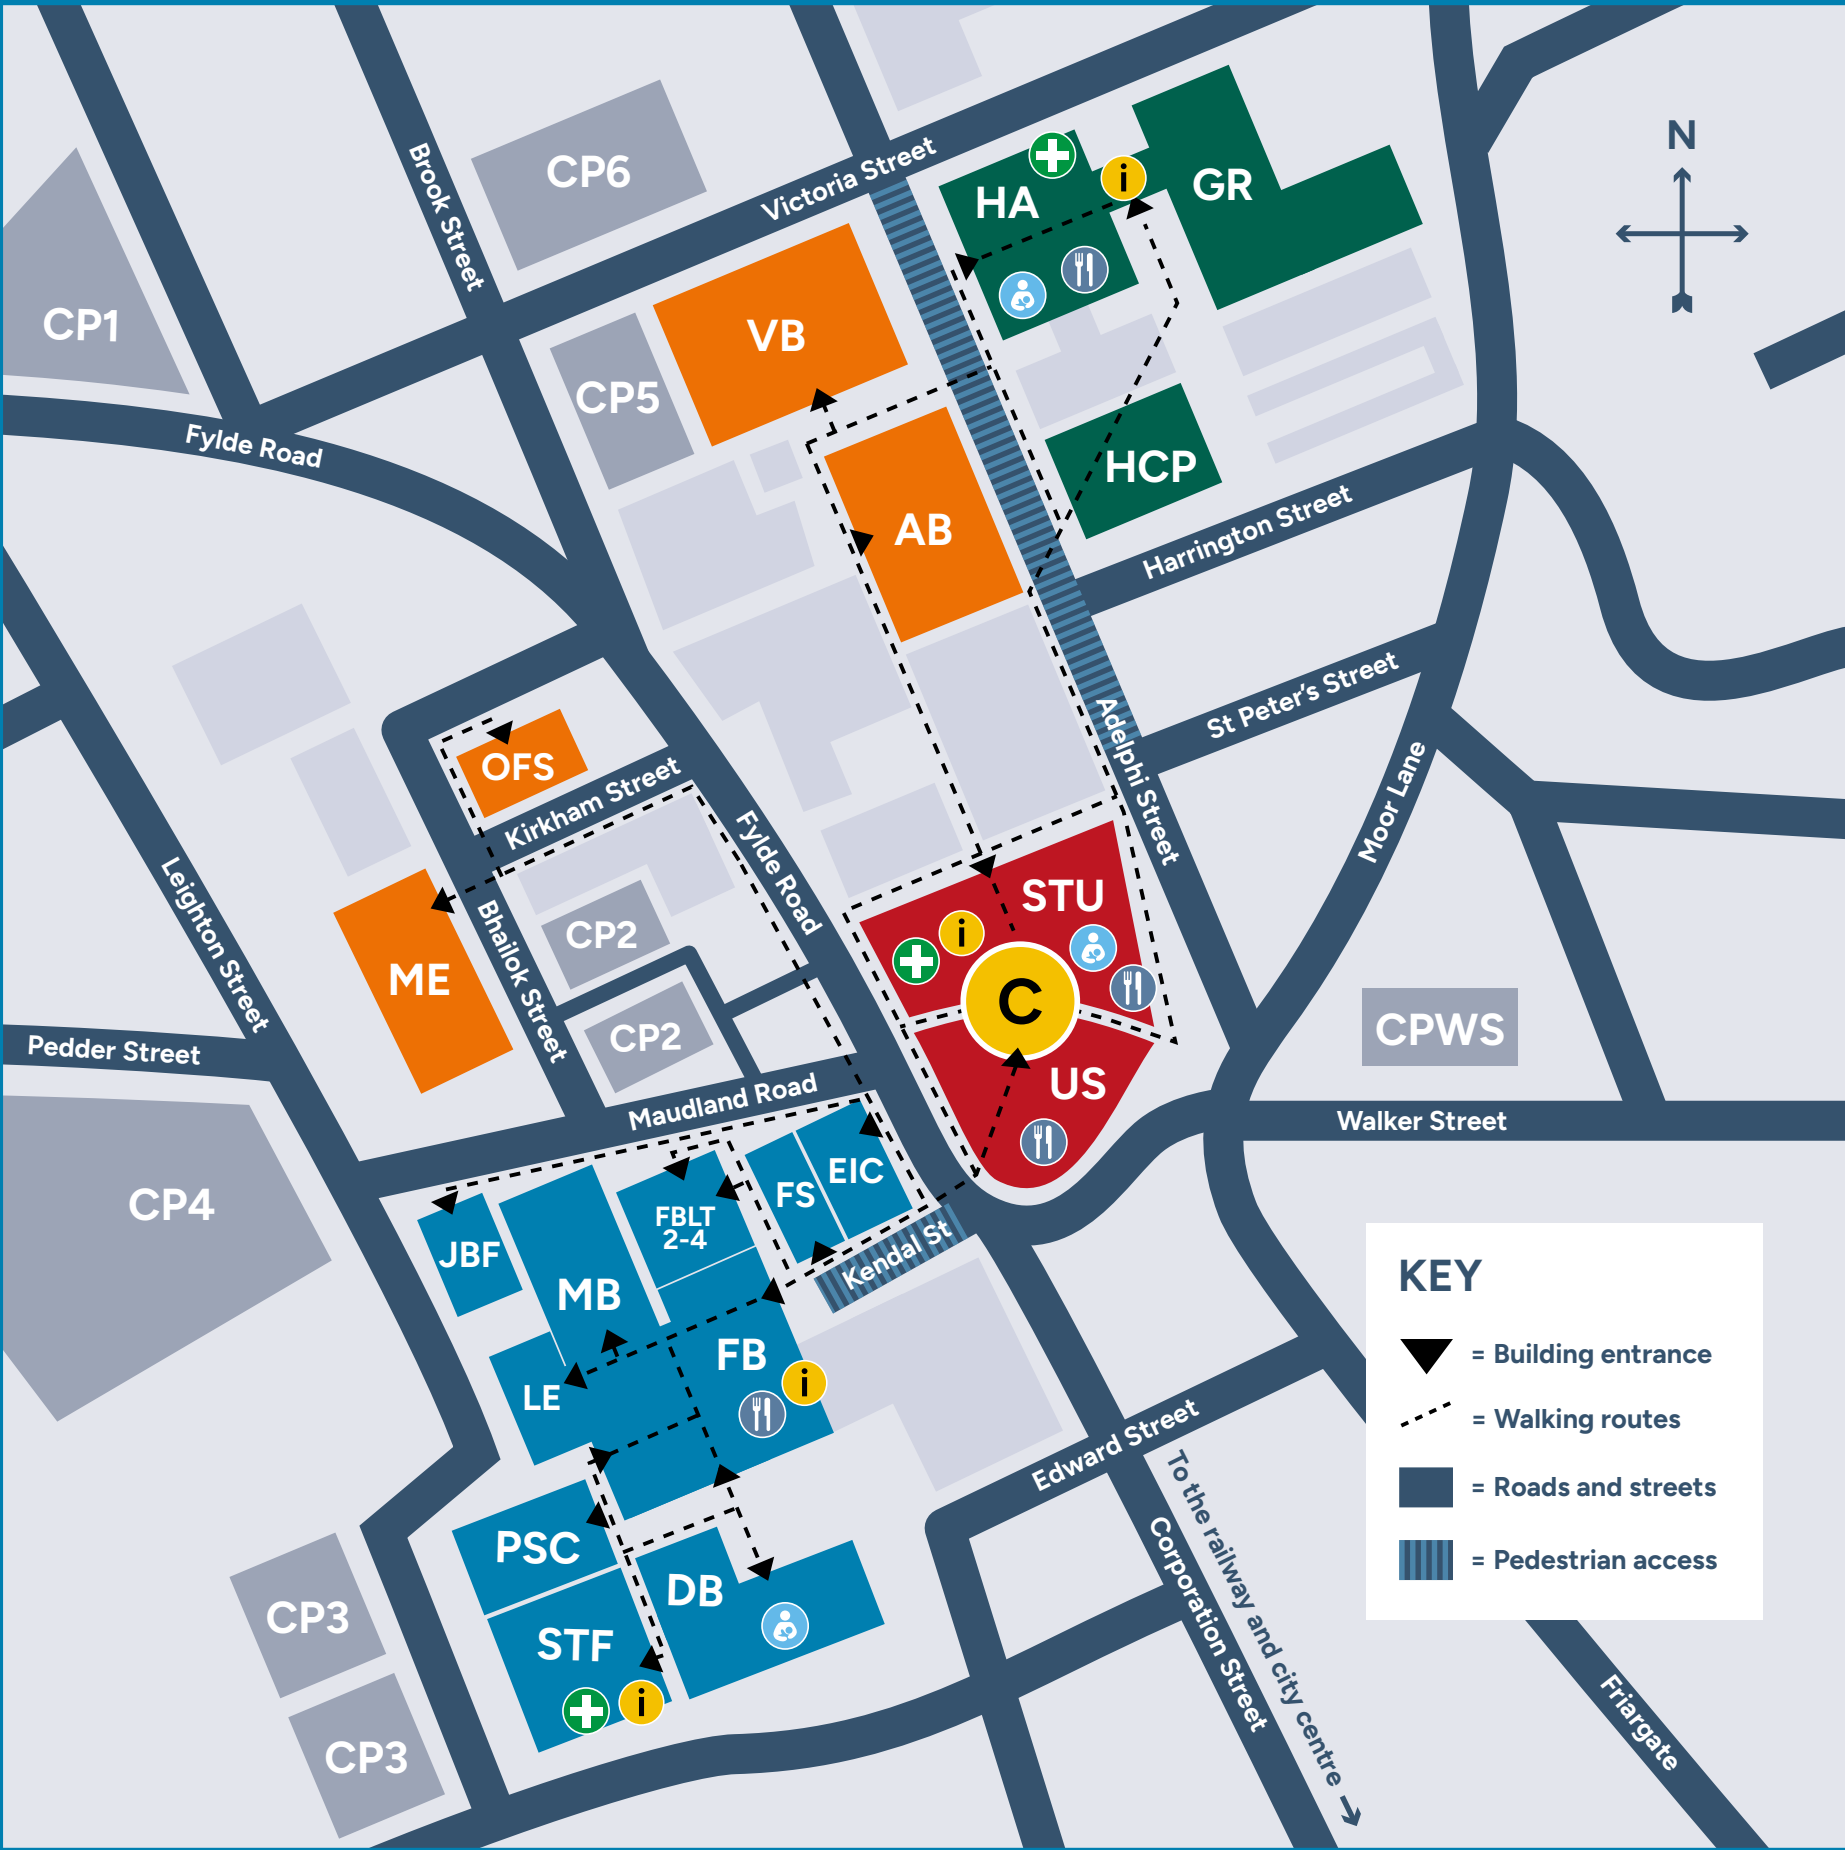 N
CP6
Brook Street
Victoria Street
HA
i
GR
CP1
VB
CP5
Fylde Road
AB
HCP
Harrington Street
St Peter's Street
Adelphi Street
Moor Lane
OFS
Kirkham Street
Fylde Road
Leighton Street
Bhailok Street
ME
CP2
CP2
STU
i
C
US
CPWS
Pedder Street
Maudland Road
Walker Street
CP4
JBF
MB
FBLT
2-4
FS
EIC
Kendal St
LE
FB
i
Edward Street
PSC
DB
STF
i
CP3
CP3
To the railway and city centre →
Corporation Street
Friargate
KEY
= Building entrance
= Walking routes
= Roads and streets
= Pedestrian access